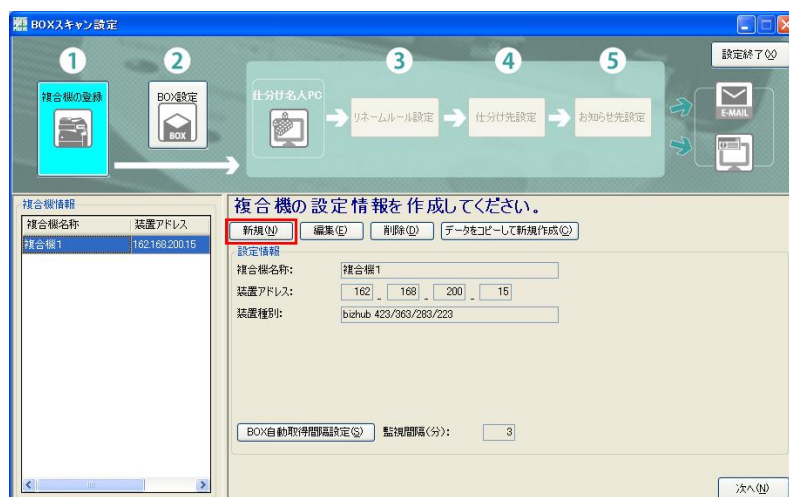 BOXスキャン設定
1
2
3
4
5
設定終了(X)
複合機の登録
BOX設定
BOX
仕分け名人PC
リネームルール設定
仕分け先設定
お知らせ先設定
E-MAIL
複合機情報
複合機名称 装置アドレス
複合機1 162.168.200.15
複合機の設定情報を作成してください。
新規(N) 編集(E) 削除(D) データをコピーして新規作成(C)
設定情報
複合機名称: 複合機1
装置アドレス: 162 . 168 . 200 . 15
装置種別: bizhub 423/363/283/223
BOX自動取得間隔設定(S) 監視間隔(分): 3
次へ(N)